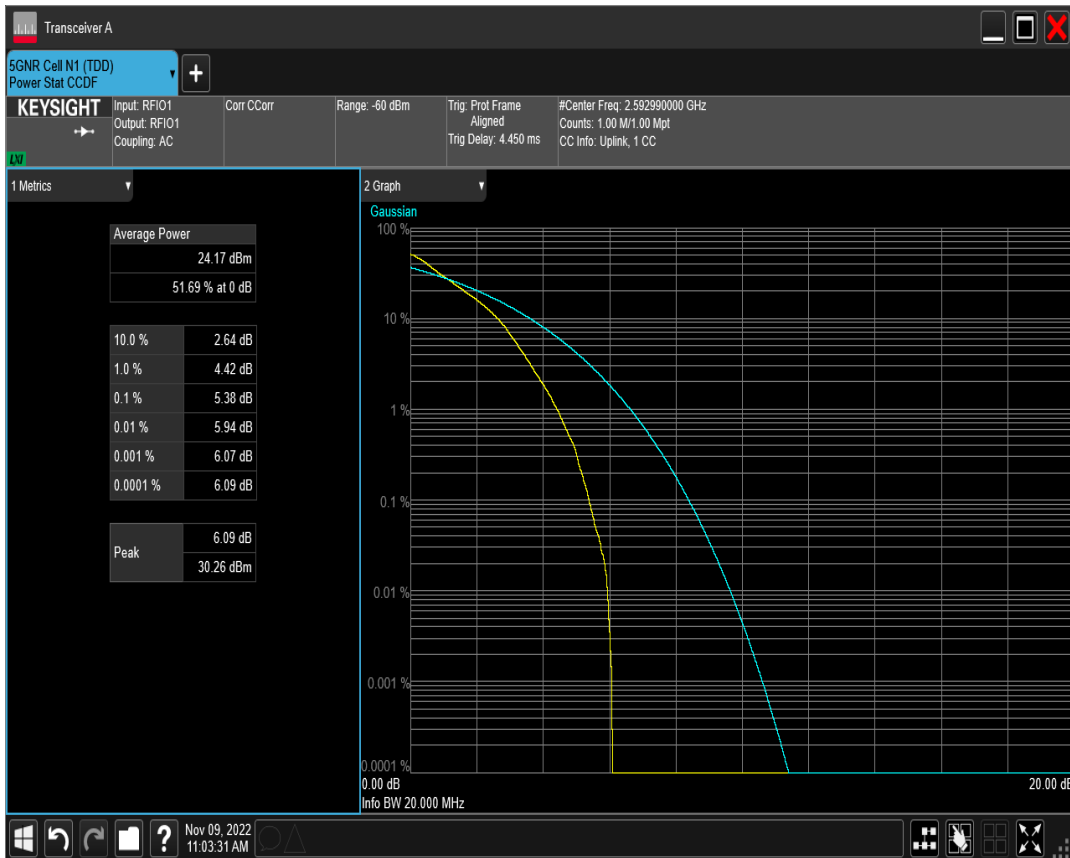 Transceiver A
5GNR Cell N1 (TDD)
Power Stat CCDF
+
KEYSIGHT
LXI
Input: RFIO1
Output: RFIO1
Coupling: AC
Corr CCorr
Range: -60 dBm
Trig: Prot Frame
Aligned
Trig Delay: 4.450 ms
#Center Freq: 2.592990000 GHz
Counts: 1.00 M/1.00 Mpt
CC Info: Uplink, 1 CC
1 Metrics
Average Power
24.17 dBm
51.69 % at 0 dB
10.0 % 2.64 dB
1.0 % 4.42 dB
0.1 % 5.38 dB
0.01 % 5.94 dB
0.001 % 6.07 dB
0.0001 % 6.09 dB
Peak 6.09 dB
30.26 dBm
2 Graph
Gaussian
100 %
10 %
1 %
0.1 %
0.01 %
0.001 %
0.0001 %
0.00 dB 20.00 dB
Info BW 20.000 MHz
?
Nov 09, 2022
11:03:31 AM